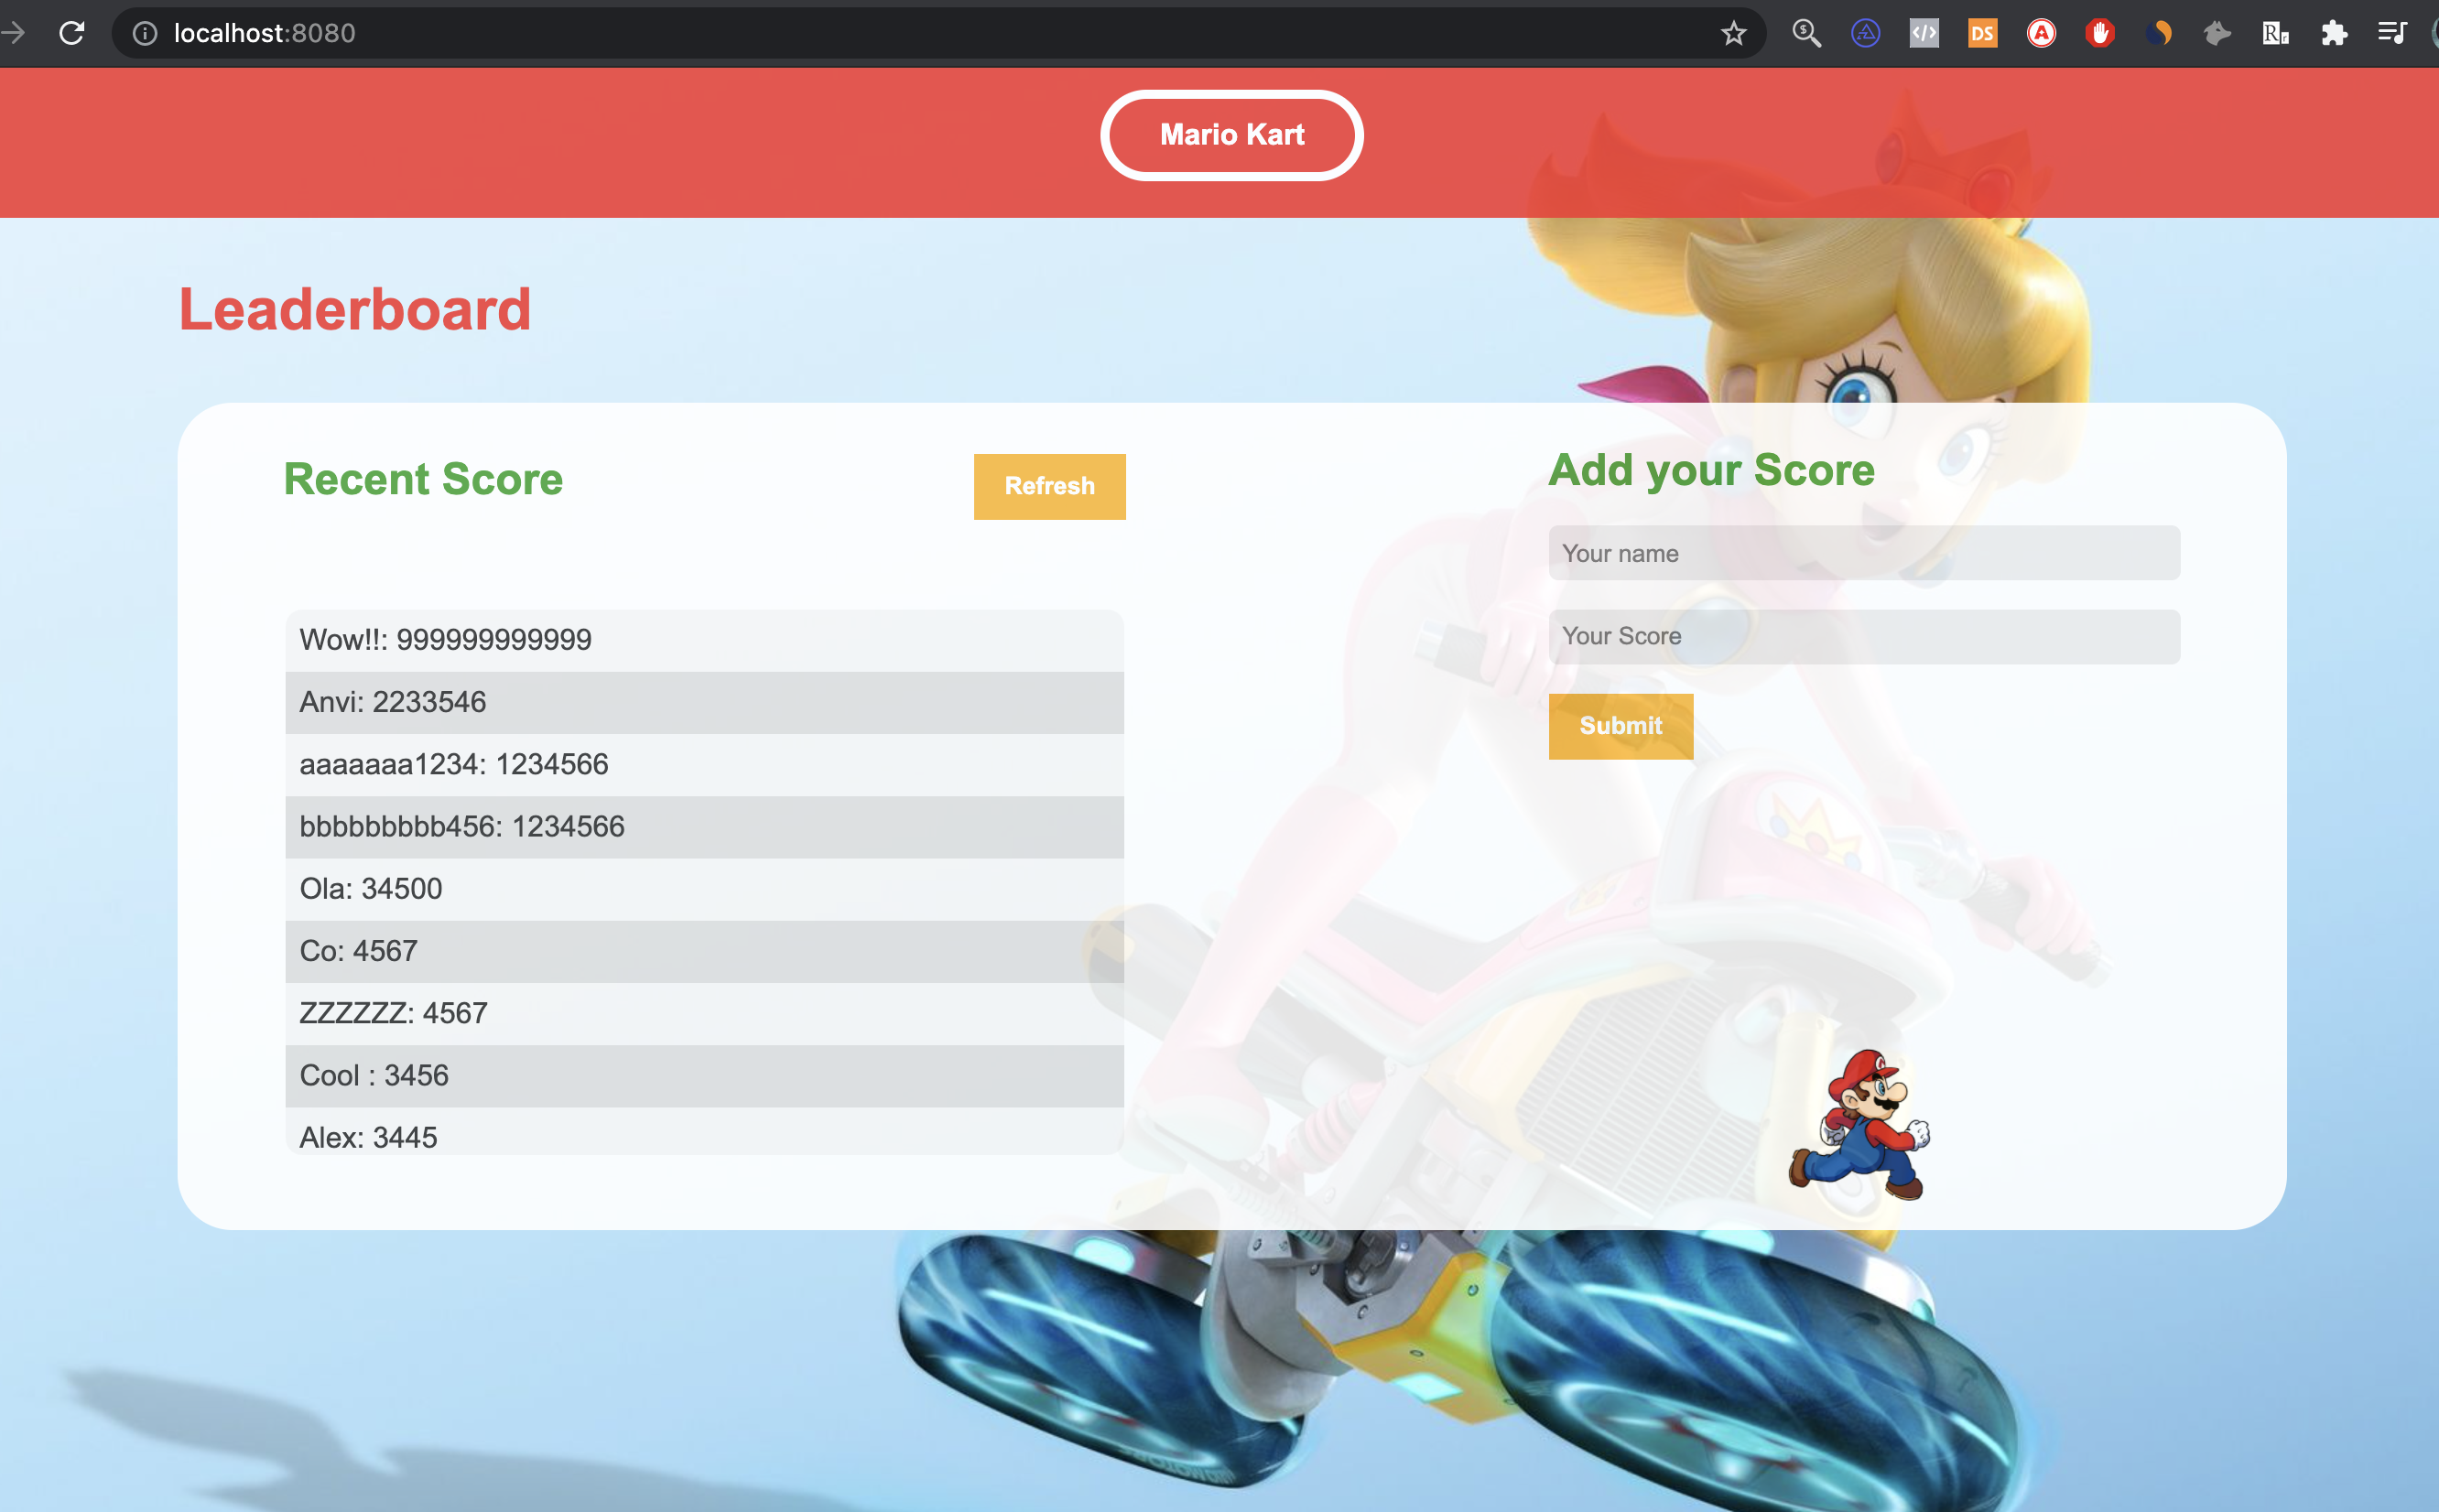 localhost:8080
Mario Kart
Leaderboard
Recent Score
Refresh
Wow!!: 999999999999
Anvi: 2233546
aaaaaaa1234: 1234566
bbbbbbbbb456: 1234566
Ola: 34500
Co: 4567
ZZZZZZ: 4567
Cool : 3456
Alex: 3445
Add your Score
Your name
Your Score
Submit